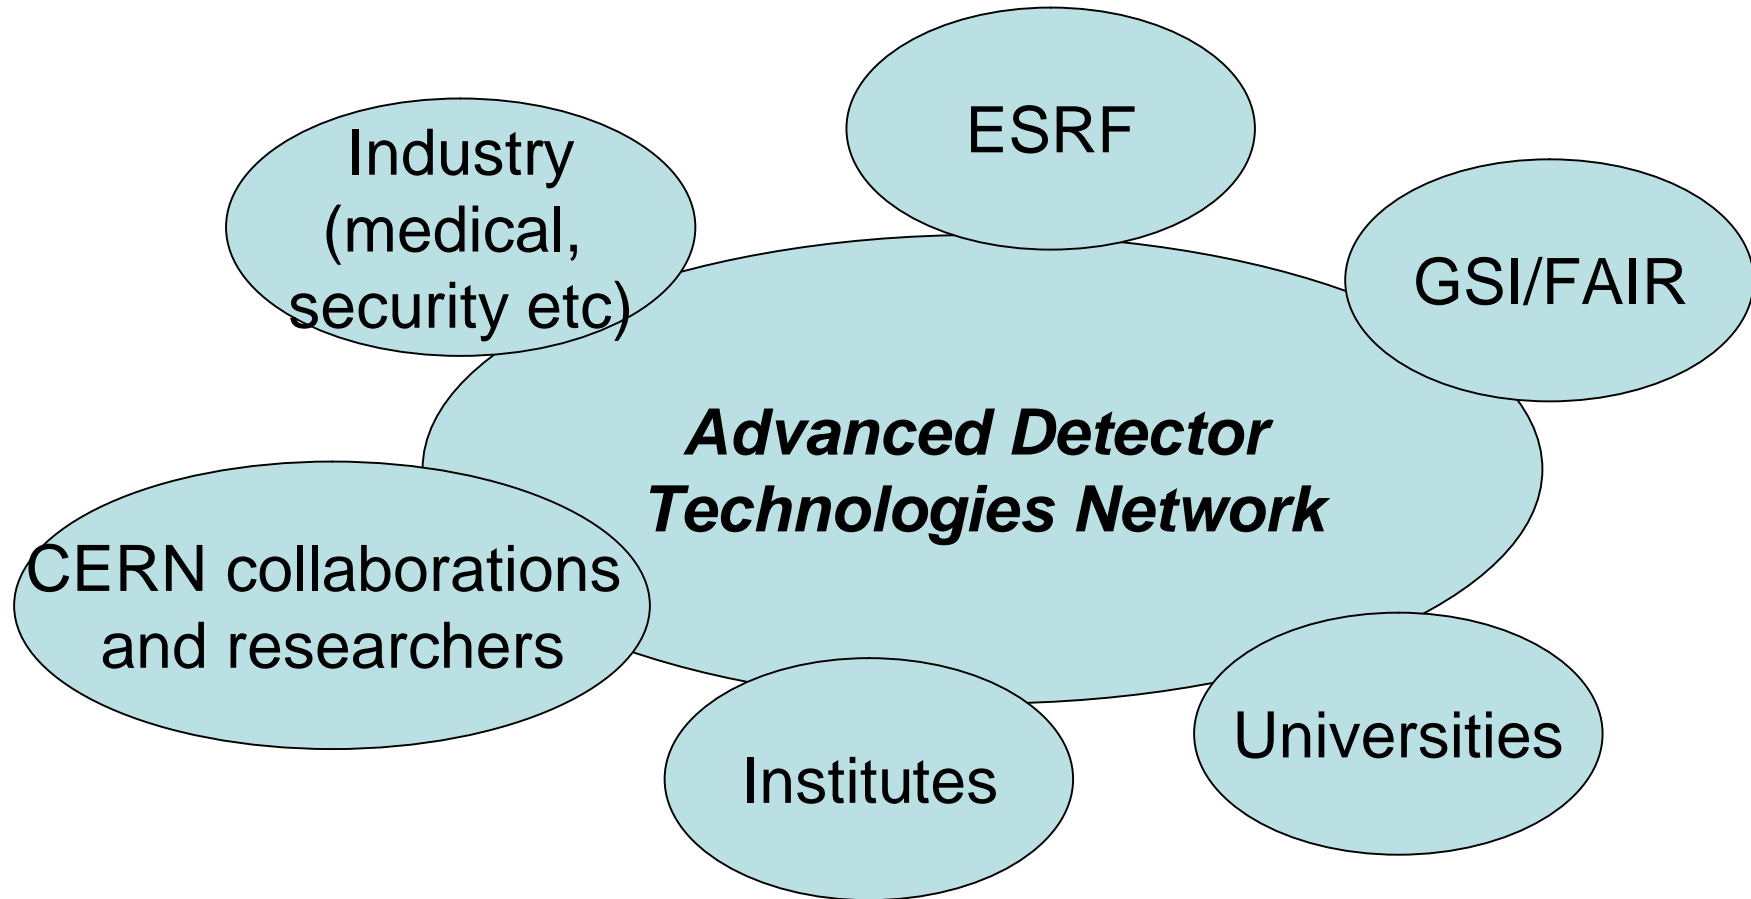 ESRF
Industry
(medical,
security etc)
GSI/FAIR
Advanced Detector
Technologies Network
CERN collaborations
and researchers
Universities
Institutes